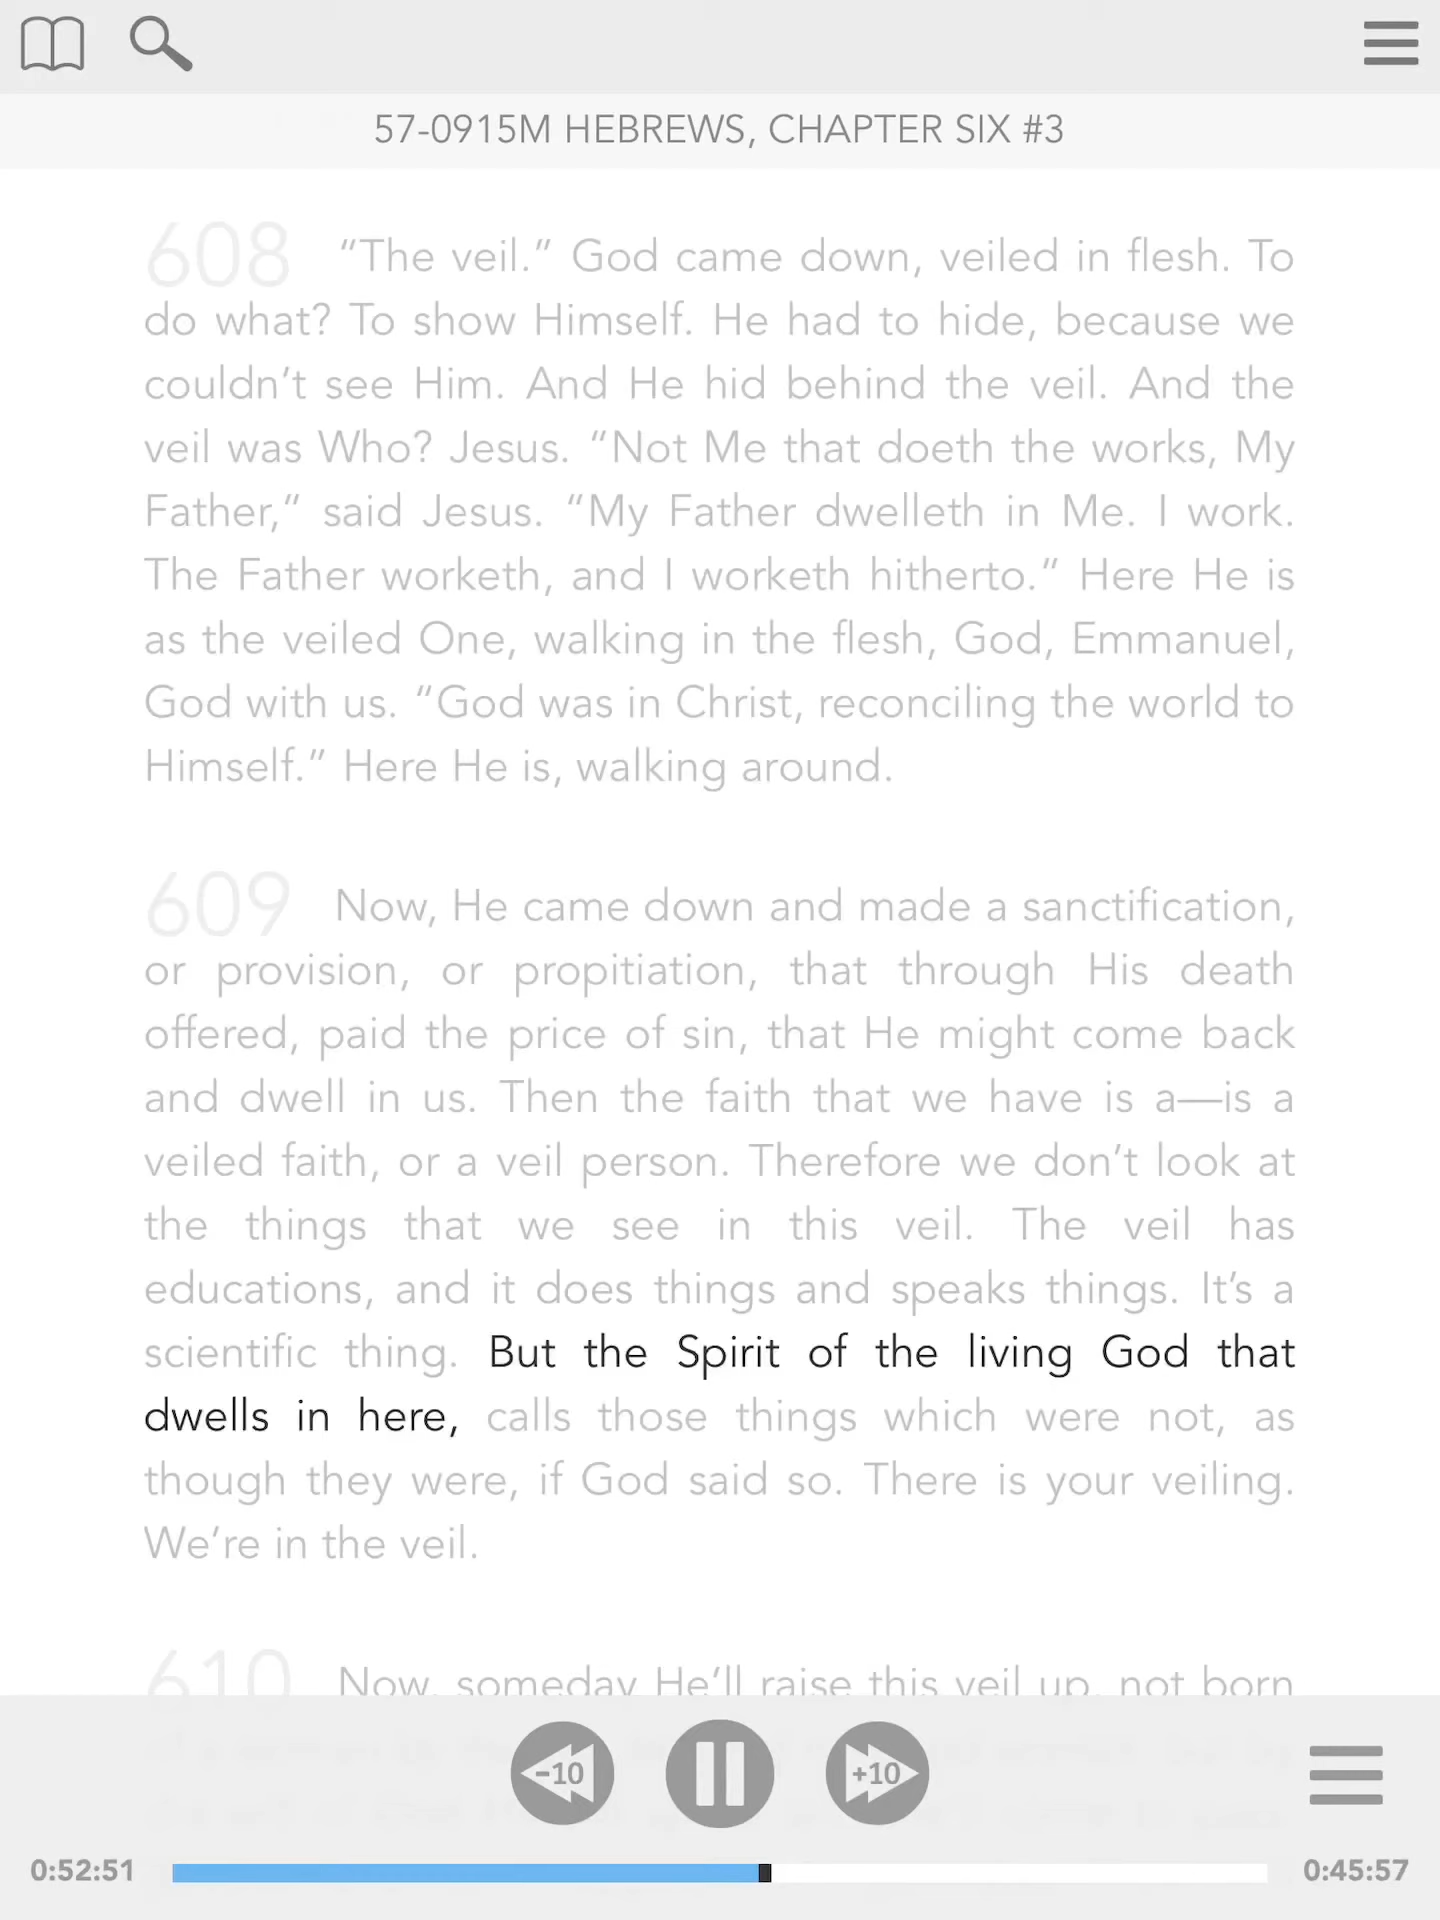 57-0915M HEBREWS, CHAPTER SIX #3
608 “The veil.” God came down, veiled in flesh. To
do what? To show Himself. He had to hide, because we
couldn’t see Him. And He hid behind the veil. And the
veil was Who? Jesus. “Not Me that doeth the works, My
Father,” said Jesus. “My Father dwelleth in Me. I work.
The Father worketh, and I worketh hitherto.” Here He is
as the veiled One, walking in the flesh, God, Emmanuel,
God with us. “God was in Christ, reconciling the world to
Himself.” Here He is, walking around.
609 Now, He came down and made a sanctification,
or provision, or propitiation, that through His death
offered, paid the price of sin, that He might come back
and dwell in us. Then the faith that we have is a—is a
veiled faith, or a veil person. Therefore we don’t look at
the things that we see in this veil. The veil has
educations, and it does things and speaks things. It’s a
scientific thing. But the Spirit of the living God that
dwells in here, calls those things which were not, as
though they were, if God said so. There is your veiling.
We’re in the veil.
610 Now, someday He’ll raise this veil up, not born
-10 +10
0:52:51 0:45:57